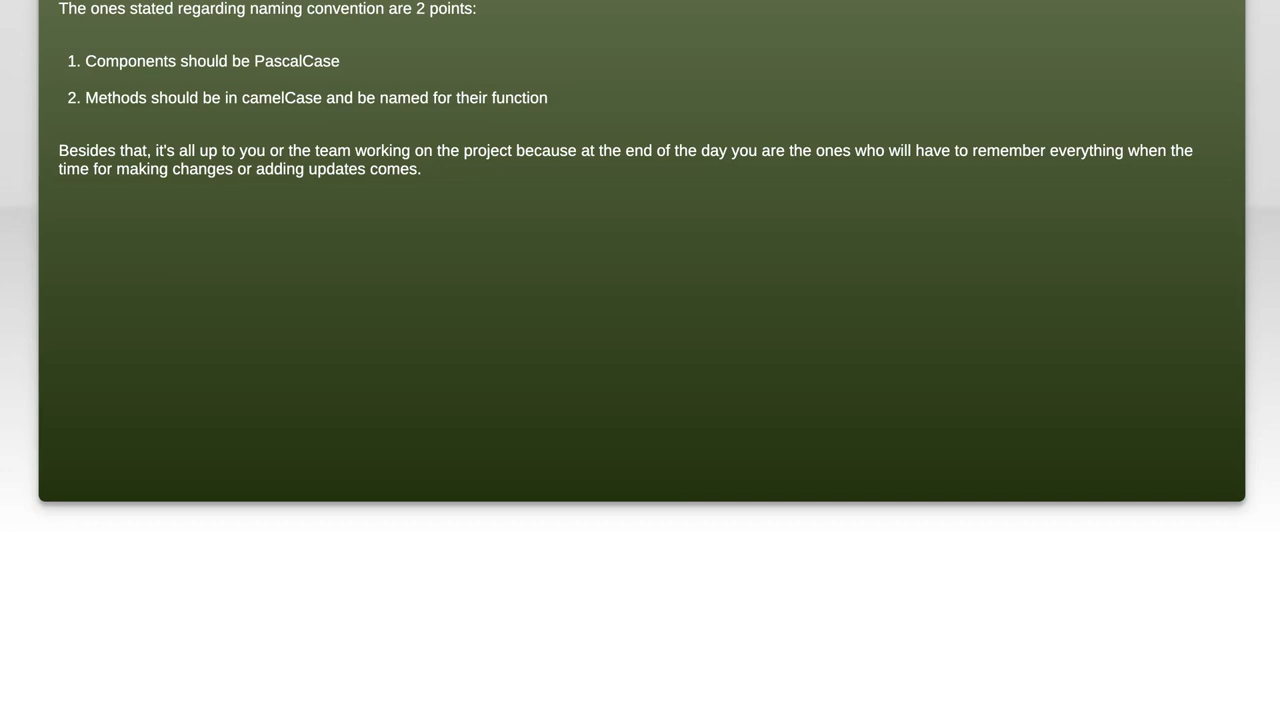 The ones stated regarding naming convention are 2 points:
1. Components should be PascalCase
2. Methods should be in camelCase and be named for their function
Besides that, it's all up to you or the team working on the project because at the end of the day you are the ones who will have to remember everything when the
time for making changes or adding updates comes.